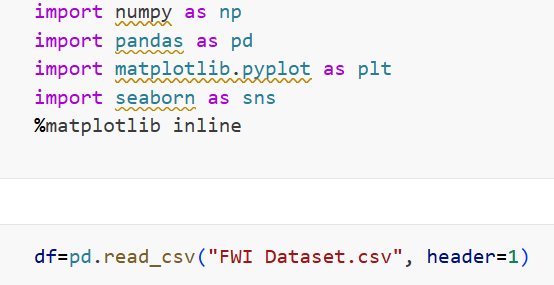 import numpy as np
import pandas as pd
import matplotlib.pyplot as plt
import seaborn as sns
%matplotlib inline
df=pd.read_csv("FWI Dataset.csv", header=1)